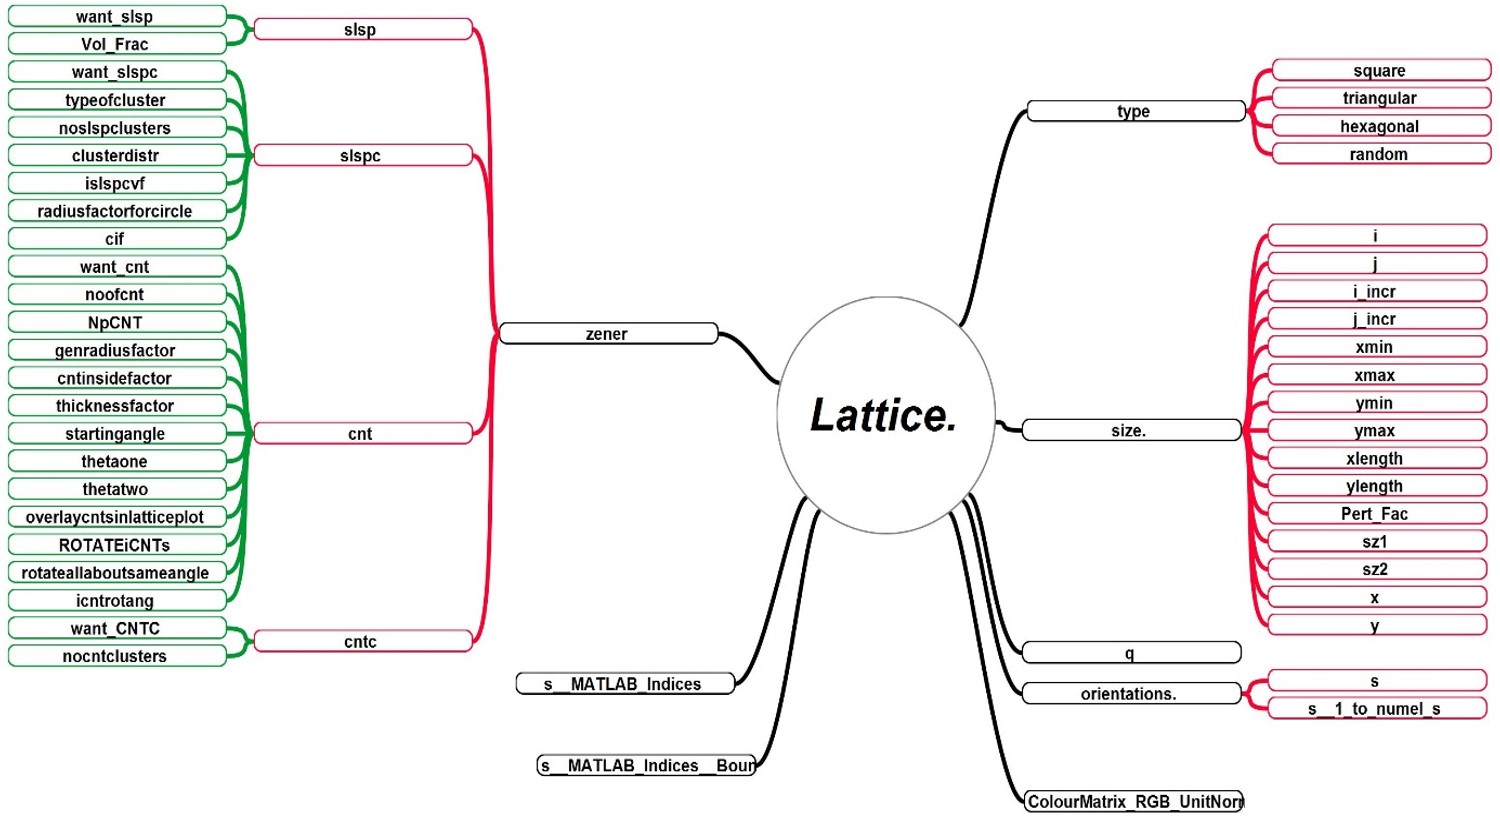 want_slsp
Vol_Frac
slsp
want_slspc
typeofcluster
noslspclusters
clusterdistr
islspcvf
radiusfactorforcircle
cif
slspc
want_cnt
noofcnt
NpCNT
genradiusfactor
cntinsidefactor
thicknessfactor
startingangle
thetaone
thetatwo
overlaycntsinlatticeplot
ROTATEiCNTs
rotateallaboutsameangle
icntrotang
cnt
want_CNTC
nocntclusters
cntc
zener
s__MATLAB_Indices
s__MATLAB_Indices__Boun
Lattice.
type
square
triangular
hexagonal
random
size.
i
j
i_incr
j_incr
xmin
xmax
ymin
ymax
xlength
ylength
Pert_Fac
sz1
sz2
x
y
q
orientations.
s
s__1_to_numel_s
ColourMatrix_RGB_UnitNorr